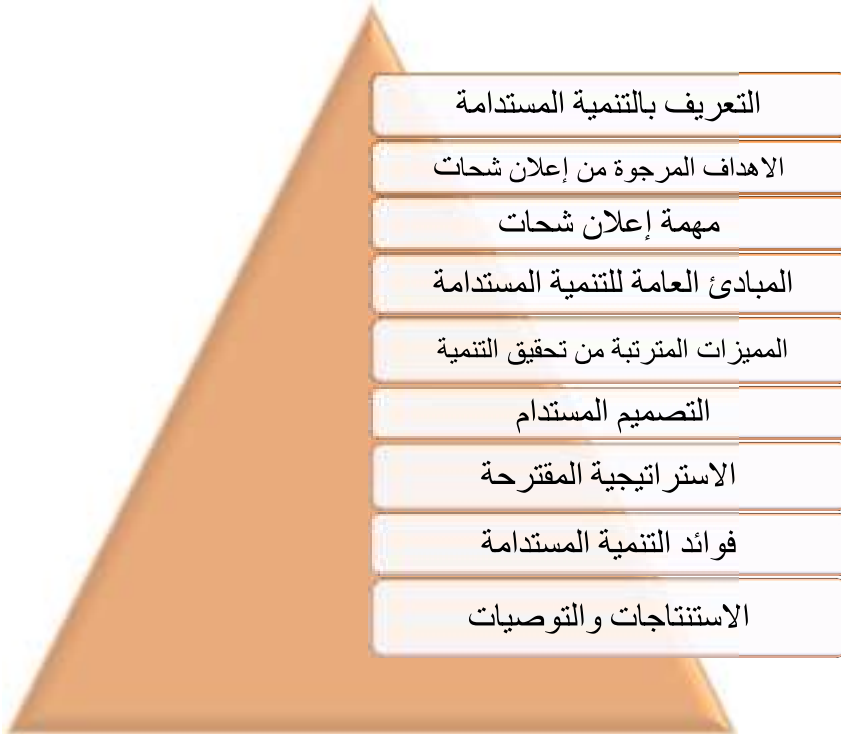 التعريف بالتنمية المستدامة
الاهداف المرجوة من إعلان شحات
مهمة إعلان شحات
المبادئ العامة للتنمية المستدامة
المميزات المترتبة من تحقيق التنمية
التصميم المستدام
الاستراتيجية المقترحة
فوائد التنمية المستدامة
الاستنتاجات والتوصيات